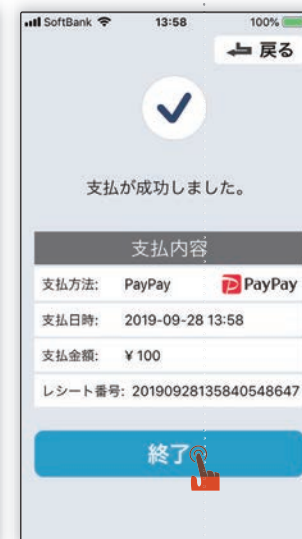 SoftBank 13:58 100%
戻る
支払が成功しました。
支払内容
支払方法: PayPay PayPay
支払日時: 2019-09-28 13:58
支払金額: ¥100
レシート番号: 20190928135840548647
終了